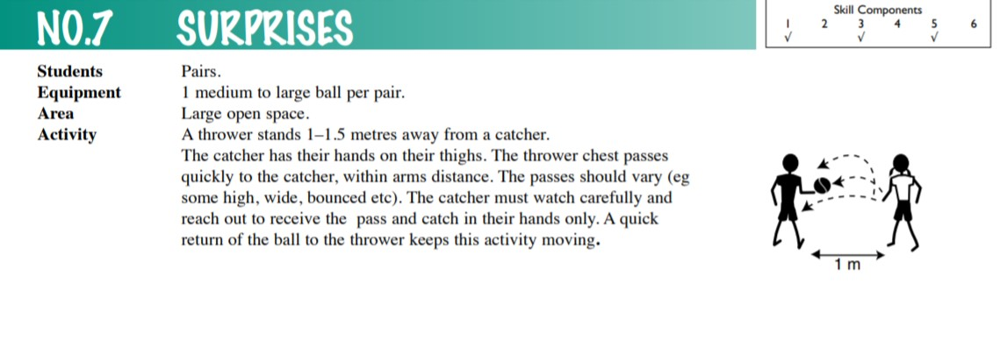 NO.7 SURPRISES
Skill Components
1 2 3 4 5 6
√ √ √
Students Pairs.
Equipment 1 medium to large ball per pair.
Area Large open space.
Activity A thrower stands 1–1.5 metres away from a catcher.
The catcher has their hands on their thighs. The thrower chest passes
quickly to the catcher, within arms distance. The passes should vary (eg
some high, wide, bounced etc). The catcher must watch carefully and
reach out to receive the pass and catch in their hands only. A quick
return of the ball to the thrower keeps this activity moving.
1 m